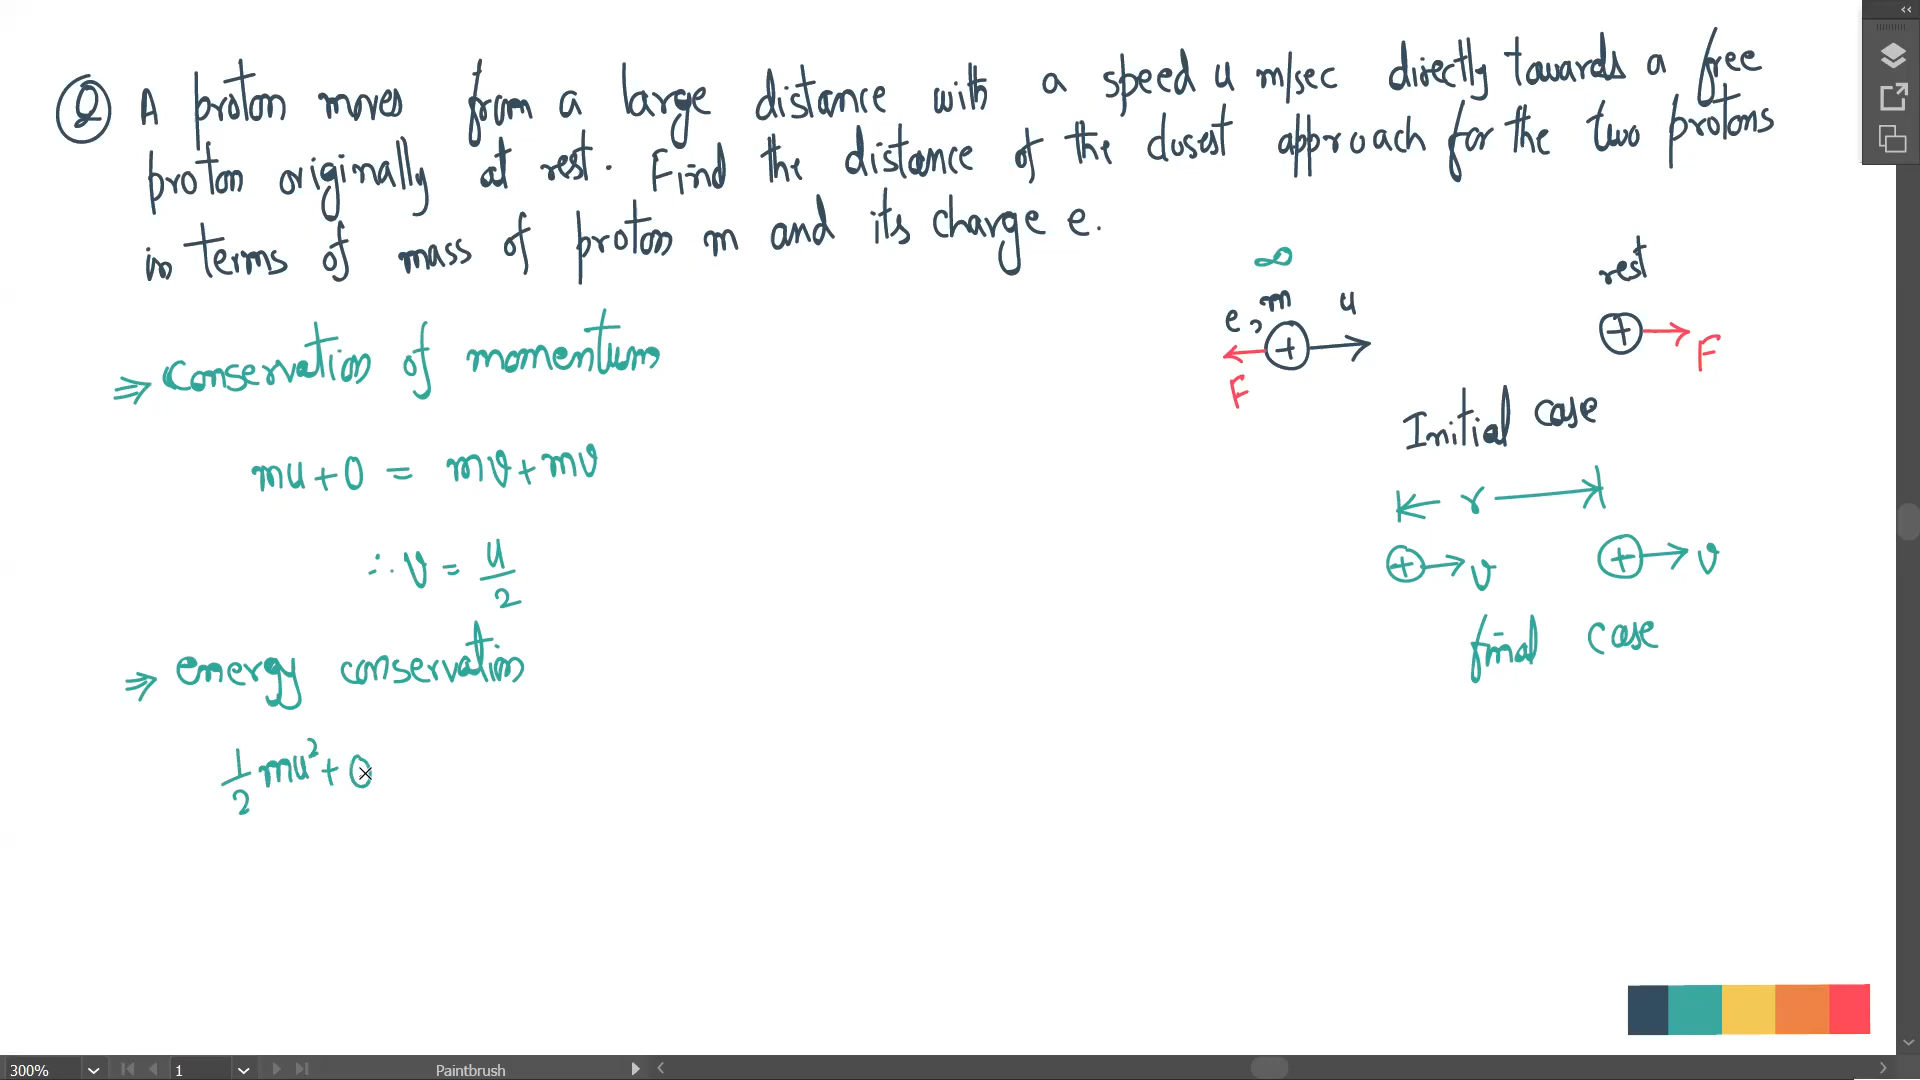 Q A proton moves from a large distance with a speed u m/sec directly towards a free
proton originally at rest. Find the distance of the closest approach for the two protons
in terms of mass of proton m and its charge e.
∞
rest
e, m u
+
+
F
F
⇒ Conservation of momentum
Initial case
mu + 0 = mv + mv
r
∴ v = u/2
+ v
+ v
final case
⇒ energy conservation
1/2 mu² + 0
300%
1
Paintbrush